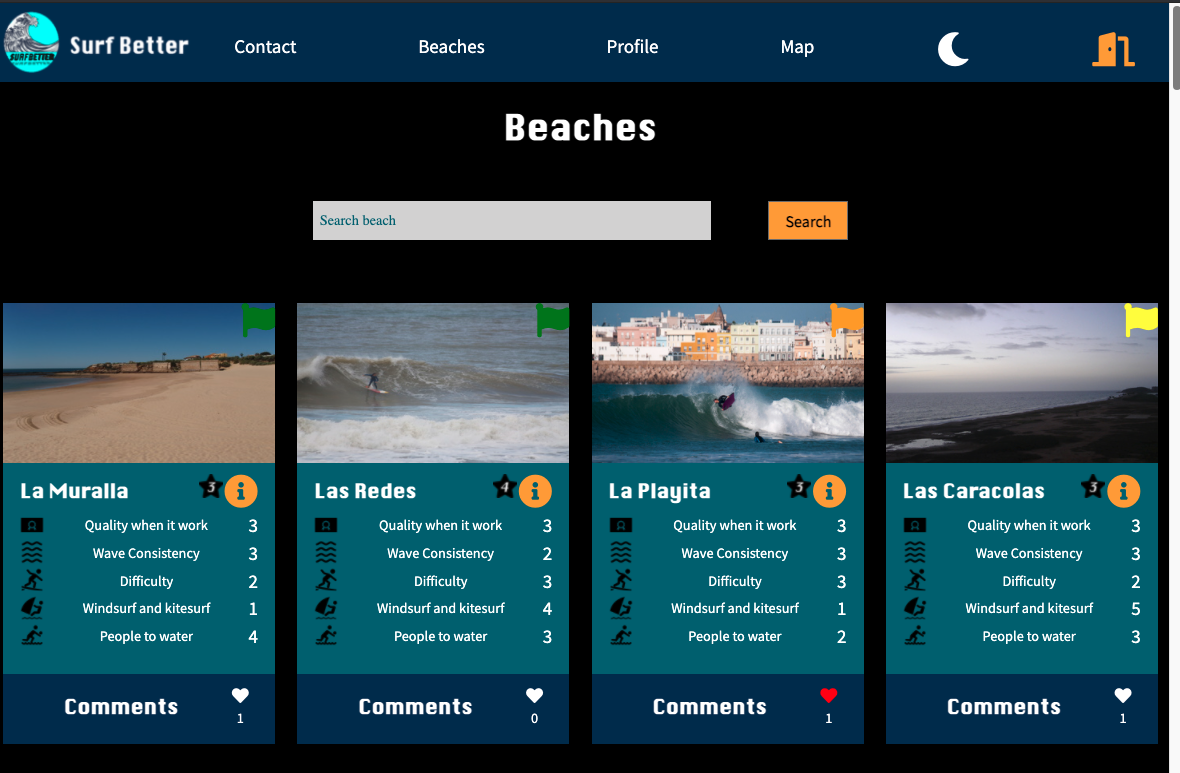 SURFBETTER
Surf Better
Contact
Beaches
Profile
Map
Beaches
Search beach
Search
La Muralla
3
i
Quality when it work 3
Wave Consistency 3
Difficulty 2
Windsurf and kitesurf 1
People to water 4
Comments
1
Las Redes
4
i
Quality when it work 3
Wave Consistency 2
Difficulty 3
Windsurf and kitesurf 4
People to water 3
Comments
0
La Playita
3
i
Quality when it work 3
Wave Consistency 3
Difficulty 3
Windsurf and kitesurf 1
People to water 2
Comments
1
Las Caracolas
3
i
Quality when it work 3
Wave Consistency 3
Difficulty 2
Windsurf and kitesurf 5
People to water 3
Comments
1